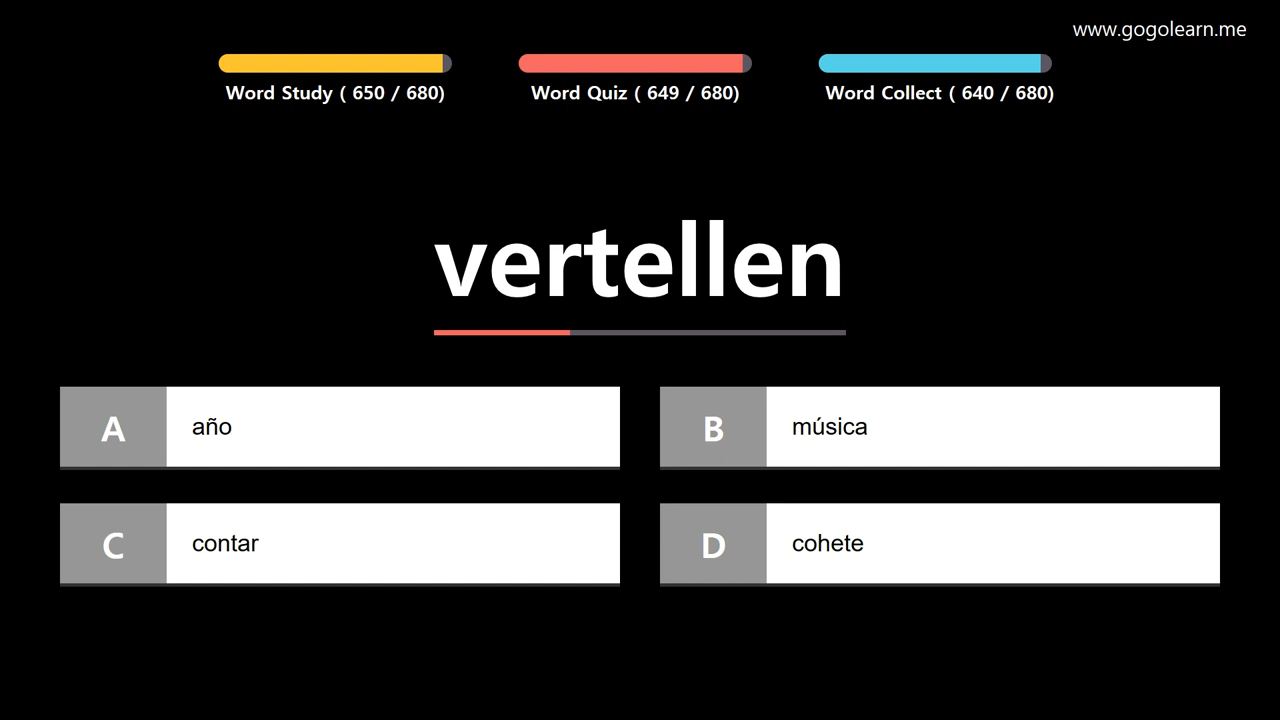 www.gogolearn.me
Word Study ( 650 / 680)
Word Quiz ( 649 / 680)
Word Collect ( 640 / 680)
vertellen
A
año
B
música
C
contar
D
cohete